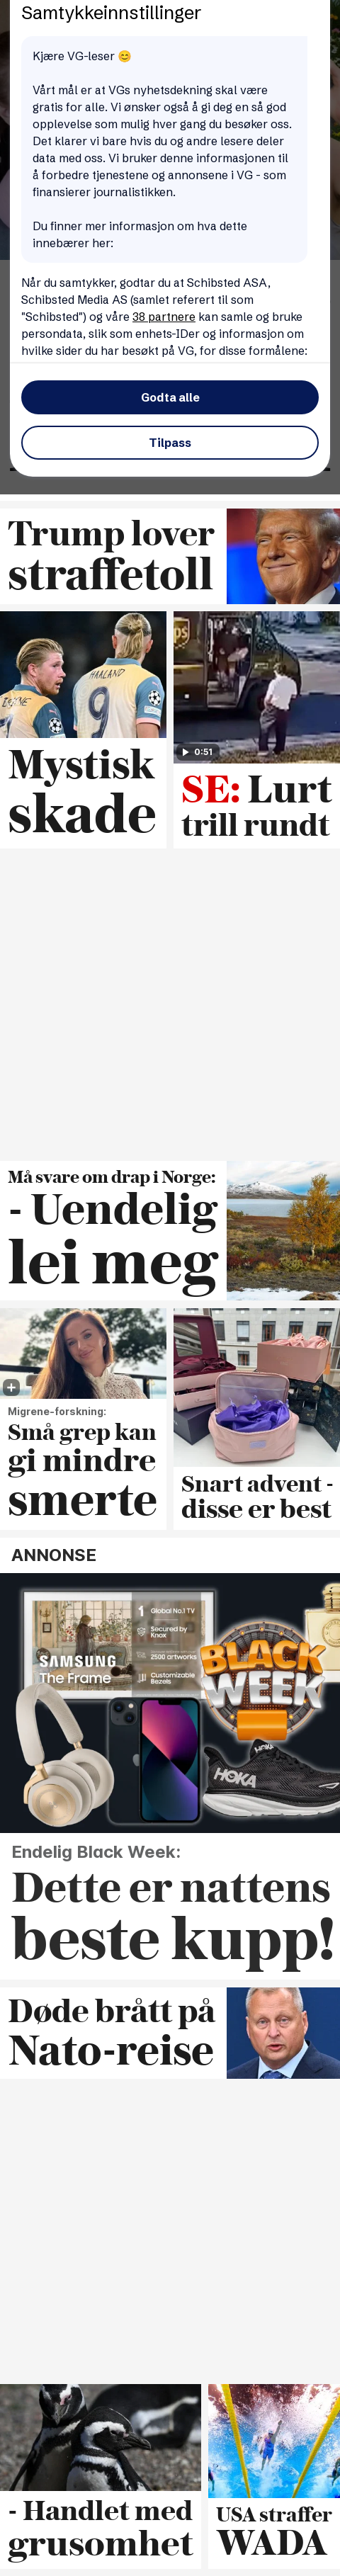 Samtykkeinnstillinger
Kjære VG-leser 😊
Vårt mål er at VGs nyhetsdekning skal være
gratis for alle. Vi ønsker også å gi deg en så god
opplevelse som mulig hver gang du besøker oss.
Det klarer vi bare hvis du og andre lesere deler
data med oss. Vi bruker denne informasjonen til
å forbedre tjenestene og annonsene i VG - som
finansierer journalistikken.
Du finner mer informasjon om hva dette
innebærer her:
Når du samtykker, godtar du at Schibsted ASA,
Schibsted Media AS (samlet referert til som
"Schibsted") og våre 38 partnere kan samle og bruke
persondata, slik som enhets-IDer og informasjon om
hvilke sider du har besøkt på VG, for disse formålene:
Godta alle
Tilpass
Trump lover
straffetoll
HAALAND
9
Mystisk
skade
0:51
SE: Lurt
trill rundt
Må svare om drap i Norge:
- Uendelig
lei meg
Migrene-forskning:
Små grep kan
gi mindre
smerte
Snart advent -
disse er best
ANNONSE
SAMSUNG
The Frame
1 Global No.1 TV
Secured by
Knox
2500 artworks
Customizable
Bezels
BLACK
WEEK
HOKA
Endelig Black Week:
Dette er nattens
beste kupp!
Døde brått på
Nato-reise
- Handlet med
grusomhet
USA straffer
WADA